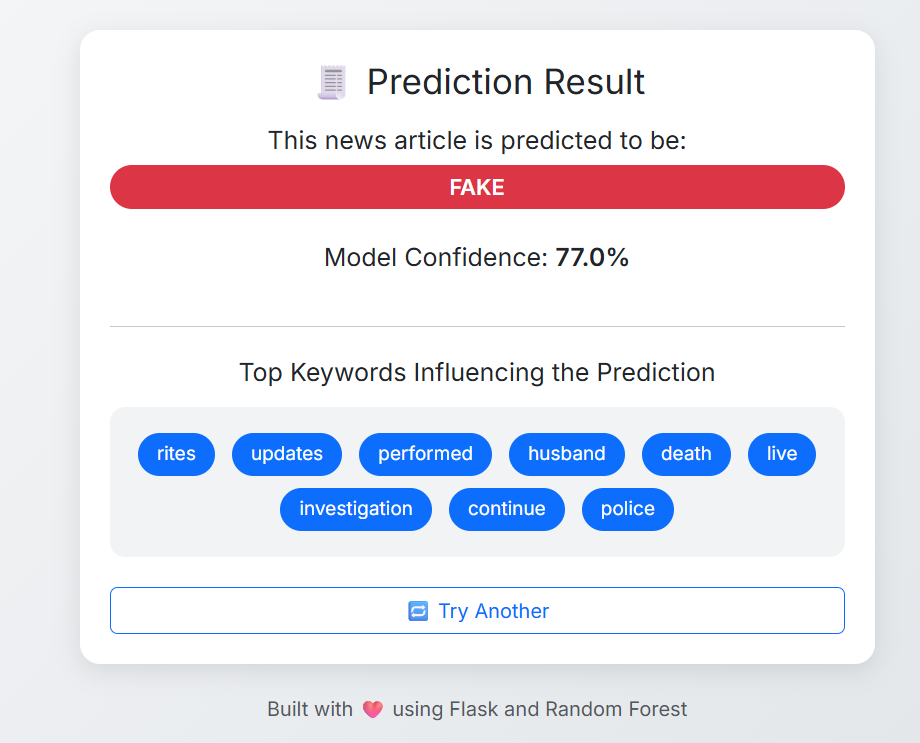 Prediction Result
This news article is predicted to be:
FAKE
Model Confidence: 77.0%
Top Keywords Influencing the Prediction
rites updates performed husband death live
investigation continue police
Try Another
Built with using Flask and Random Forest